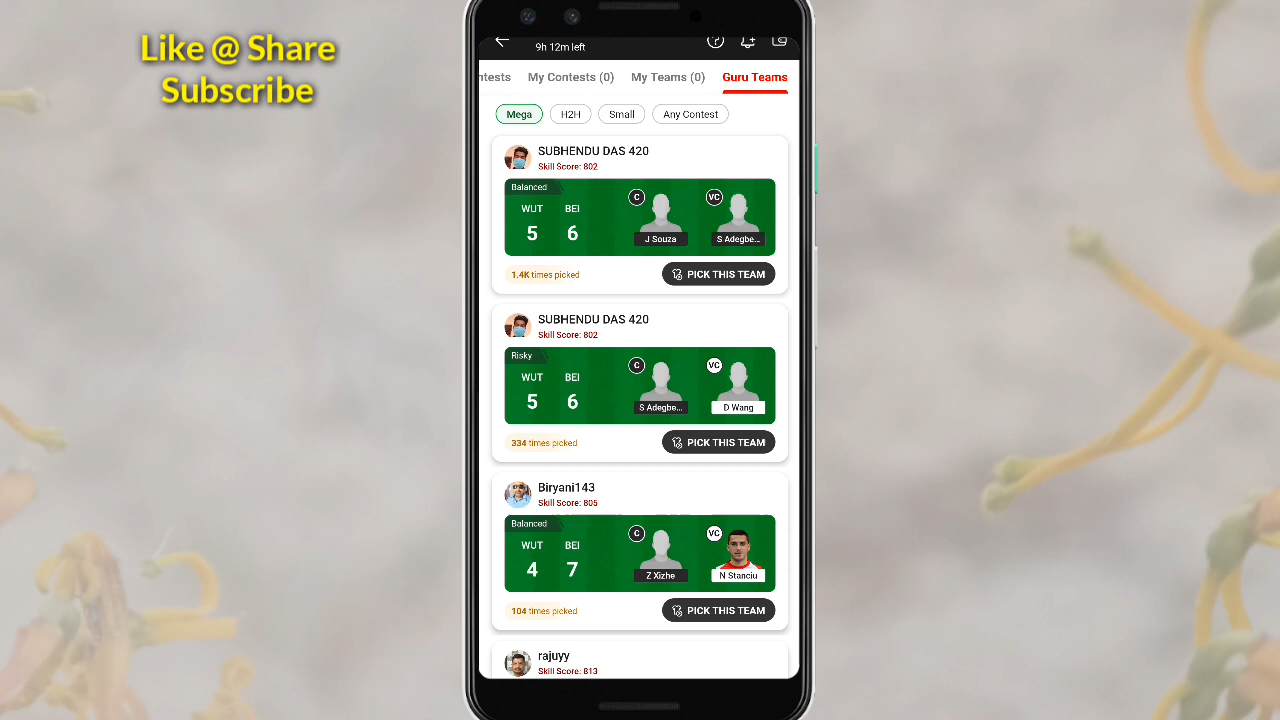 Like @ Share
Subscribe
9h 12m left
ntests My Contests (0) My Teams (0) Guru Teams
Mega H2H Small Any Contest
SUBHENDU DAS 420
Skill Score: 802
Balanced
C VC
WUT BEI
5 6
J Souza S Adegbe...
1.4K times picked PICK THIS TEAM
SUBHENDU DAS 420
Skill Score: 802
Risky
C VC
WUT BEI
5 6
S Adegbe... D Wang
334 times picked PICK THIS TEAM
Biryani143
Skill Score: 805
Balanced
C VC
WUT BEI
4 7
Z Xizhe N Stanciu
104 times picked PICK THIS TEAM
rajuyy
Skill Score: 813